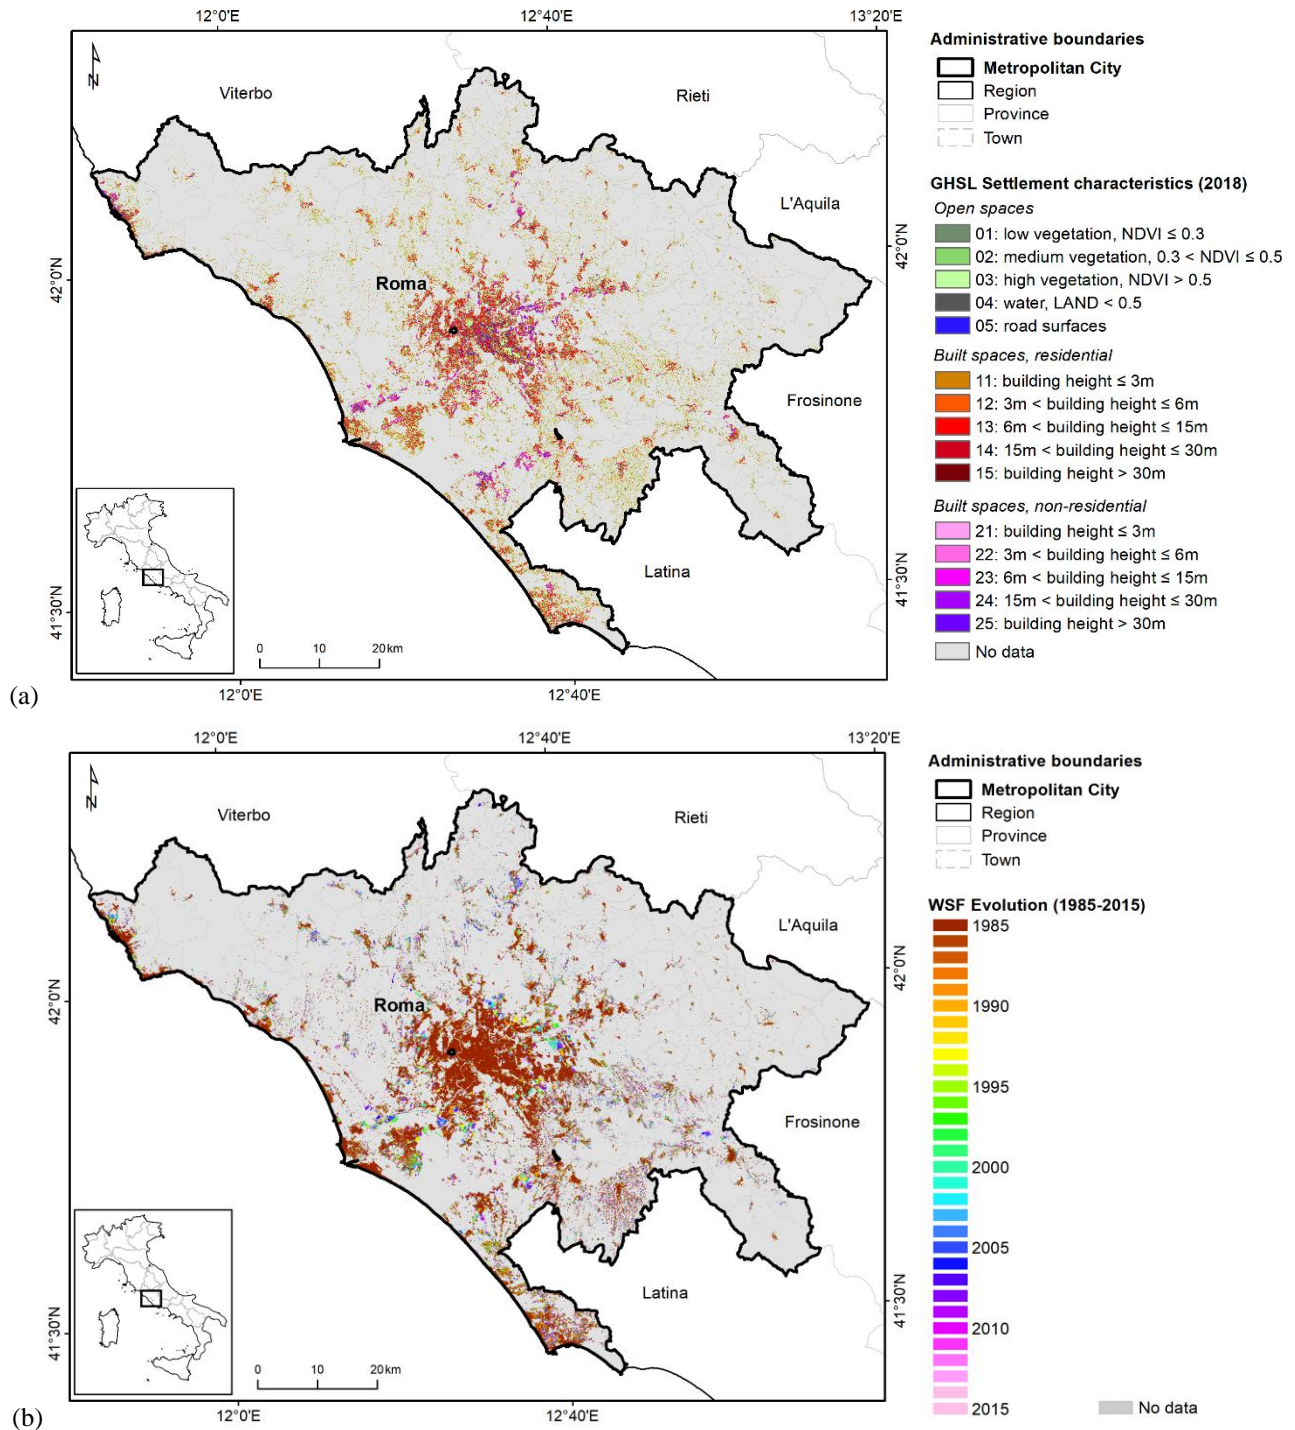 (a)
12°0'E
12°40'E
13°20'E
N
Viterbo
Rieti
L'Aquila
42°0'N
42°0'N
Roma
Frosinone
Latina
41°30'N
41°30'N
0 10 20 km
12°0'E
12°40'E
Administrative boundaries
Metropolitan City
Region
Province
Town
GHSL Settlement characteristics (2018)
Open spaces
01: low vegetation, NDVI ≤ 0.3
02: medium vegetation, 0.3 < NDVI ≤ 0.5
03: high vegetation, NDVI > 0.5
04: water, LAND < 0.5
05: road surfaces
Built spaces, residential
11: building height ≤ 3m
12: 3m < building height ≤ 6m
13: 6m < building height ≤ 15m
14: 15m < building height ≤ 30m
15: building height > 30m
Built spaces, non-residential
21: building height ≤ 3m
22: 3m < building height ≤ 6m
23: 6m < building height ≤ 15m
24: 15m < building height ≤ 30m
25: building height > 30m
No data
(b)
12°0'E
12°40'E
13°20'E
N
Viterbo
Rieti
L'Aquila
42°0'N
42°0'N
Roma
Frosinone
Latina
41°30'N
41°30'N
0 10 20 km
12°0'E
12°40'E
Administrative boundaries
Metropolitan City
Region
Province
Town
WSF Evolution (1985-2015)
1985
1990
1995
2000
2005
2010
2015
No data